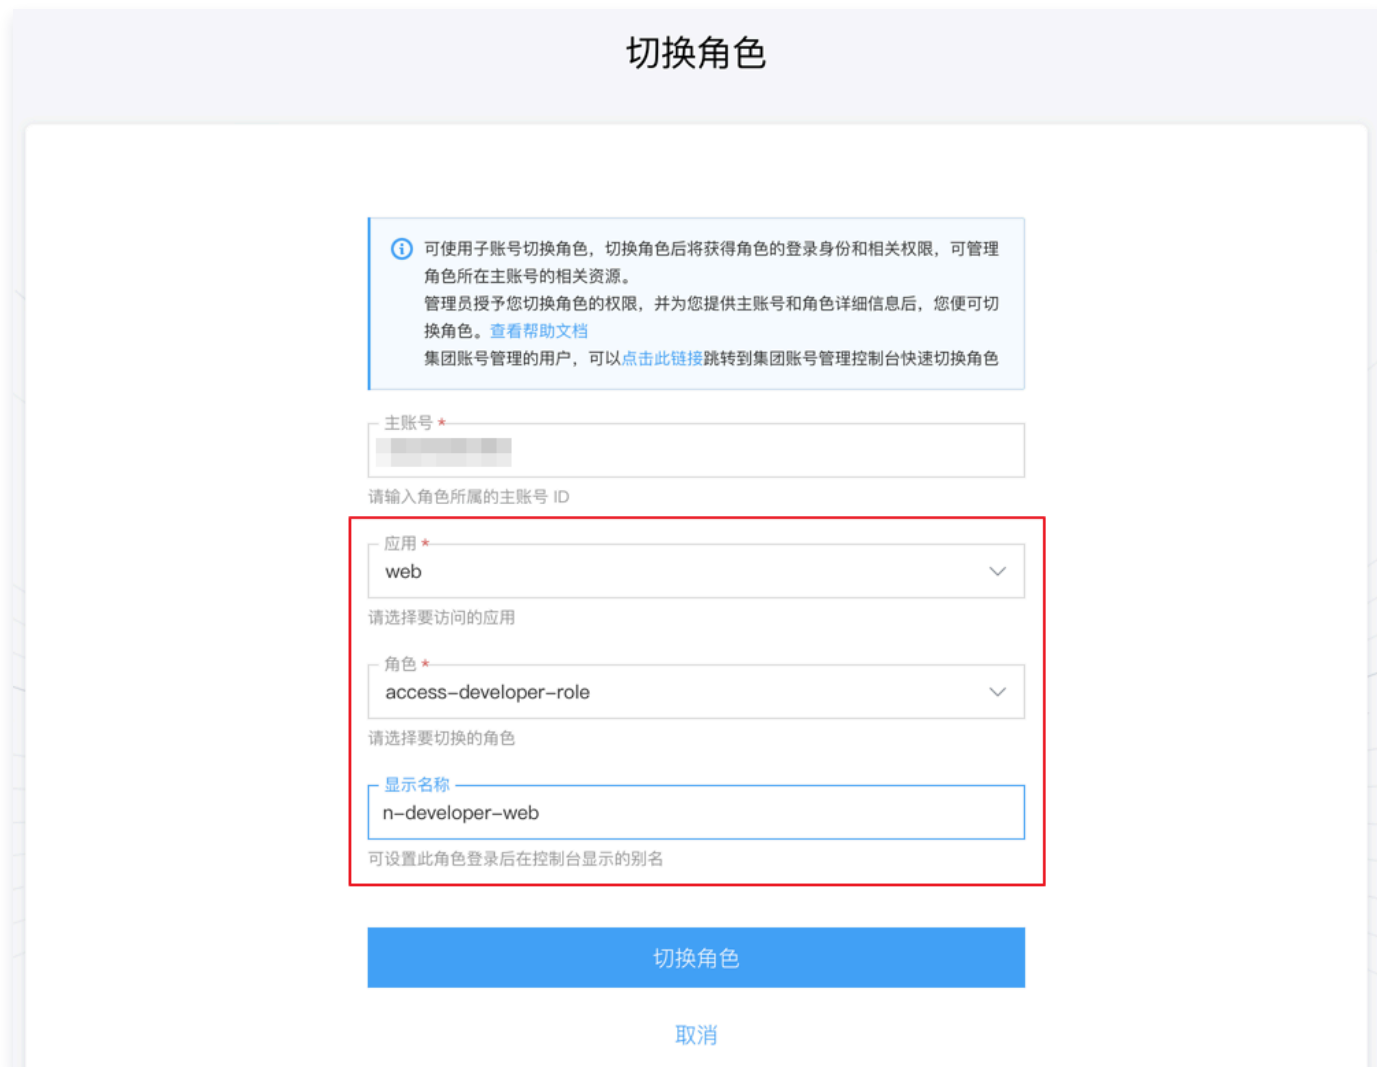 切换角色
可使用子账号切换角色，切换角色后将获得角色的登录身份和相关权限，可管理
角色所在主账号的相关资源。
管理员授予您切换角色的权限，并为您提供主账号和角色详细信息后，您便可切
换角色。查看帮助文档
集团账号管理的用户，可以点击此链接跳转到集团账号管理控制台快速切换角色
主账号 *
请输入角色所属的主账号 ID
应用 *
web
请选择要访问的应用
角色 *
access-developer-role
请选择要切换的角色
显示名称
n-developer-web
可设置此角色登录后在控制台显示的别名
切换角色
取消